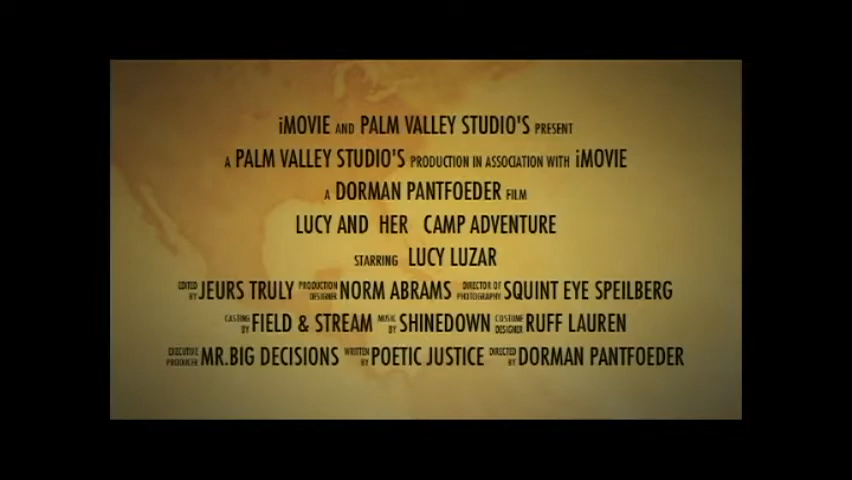 iMOVIE AND PALM VALLEY STUDIO'S PRESENT
A PALM VALLEY STUDIO'S PRODUCTION IN ASSOCIATION WITH iMOVIE
A DORMAN PANTFOEDER FILM
LUCY AND HER CAMP ADVENTURE
STARRING LUCY LUZAR
EDITED BY JEURS TRULY PRODUCTION DESIGNER NORM ABRAMS DIRECTOR OF PHOTOGRAPHY SQUINT EYE SPEILBERG
CASTING BY FIELD & STREAM MUSIC BY SHINEDOWN COSTUME DESIGNER RUFF LAUREN
EXECUTIVE PRODUCER MR.BIG DECISIONS WRITTEN BY POETIC JUSTICE DIRECTED BY DORMAN PANTFOEDER